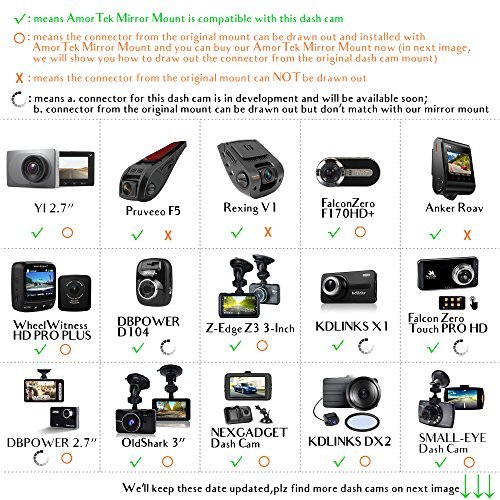 ✓: means AmorTek Mirror Mount is compatible with this dash cam
○: means the connector from the original mount can be drawn out and installed with
AmorTek Mirror Mount and you can buy our AmorTek Mirror Mount now (in next image,
we will show you how to draw out the connector from the original dash cam mount)
X: means the connector from the original mount can NOT be drawn out
: means a. connector for this dash cam is in development and will be available soon;
b. connector from the original mount can be drawn out but don't match with our mirror mount
YI 2.7"
Pruveeo F5
Rexing V1
FalconZero
F170HD+
Anker Roav
✓ ○
✓ X
✓ X
✓ ○
✓ X
WheelWitness
HD PRO PLUS
DBPOWER
D104
Z-Edge Z3 3-Inch
KDLINKS X1
Falcon Zero
Touch PRO HD
✓ ○
✓
✓ ○
✓ ○
✓
DBPOWER 2.7"
OldShark 3"
NEXGADGET
Dash Cam
KDLINKS DX2
SMALL-EYE
Dash Cam
✓ ○
✓ ○
✓ ○
✓ ○
✓ ○
We'll keep these date updated,plz find more dash cams on next image